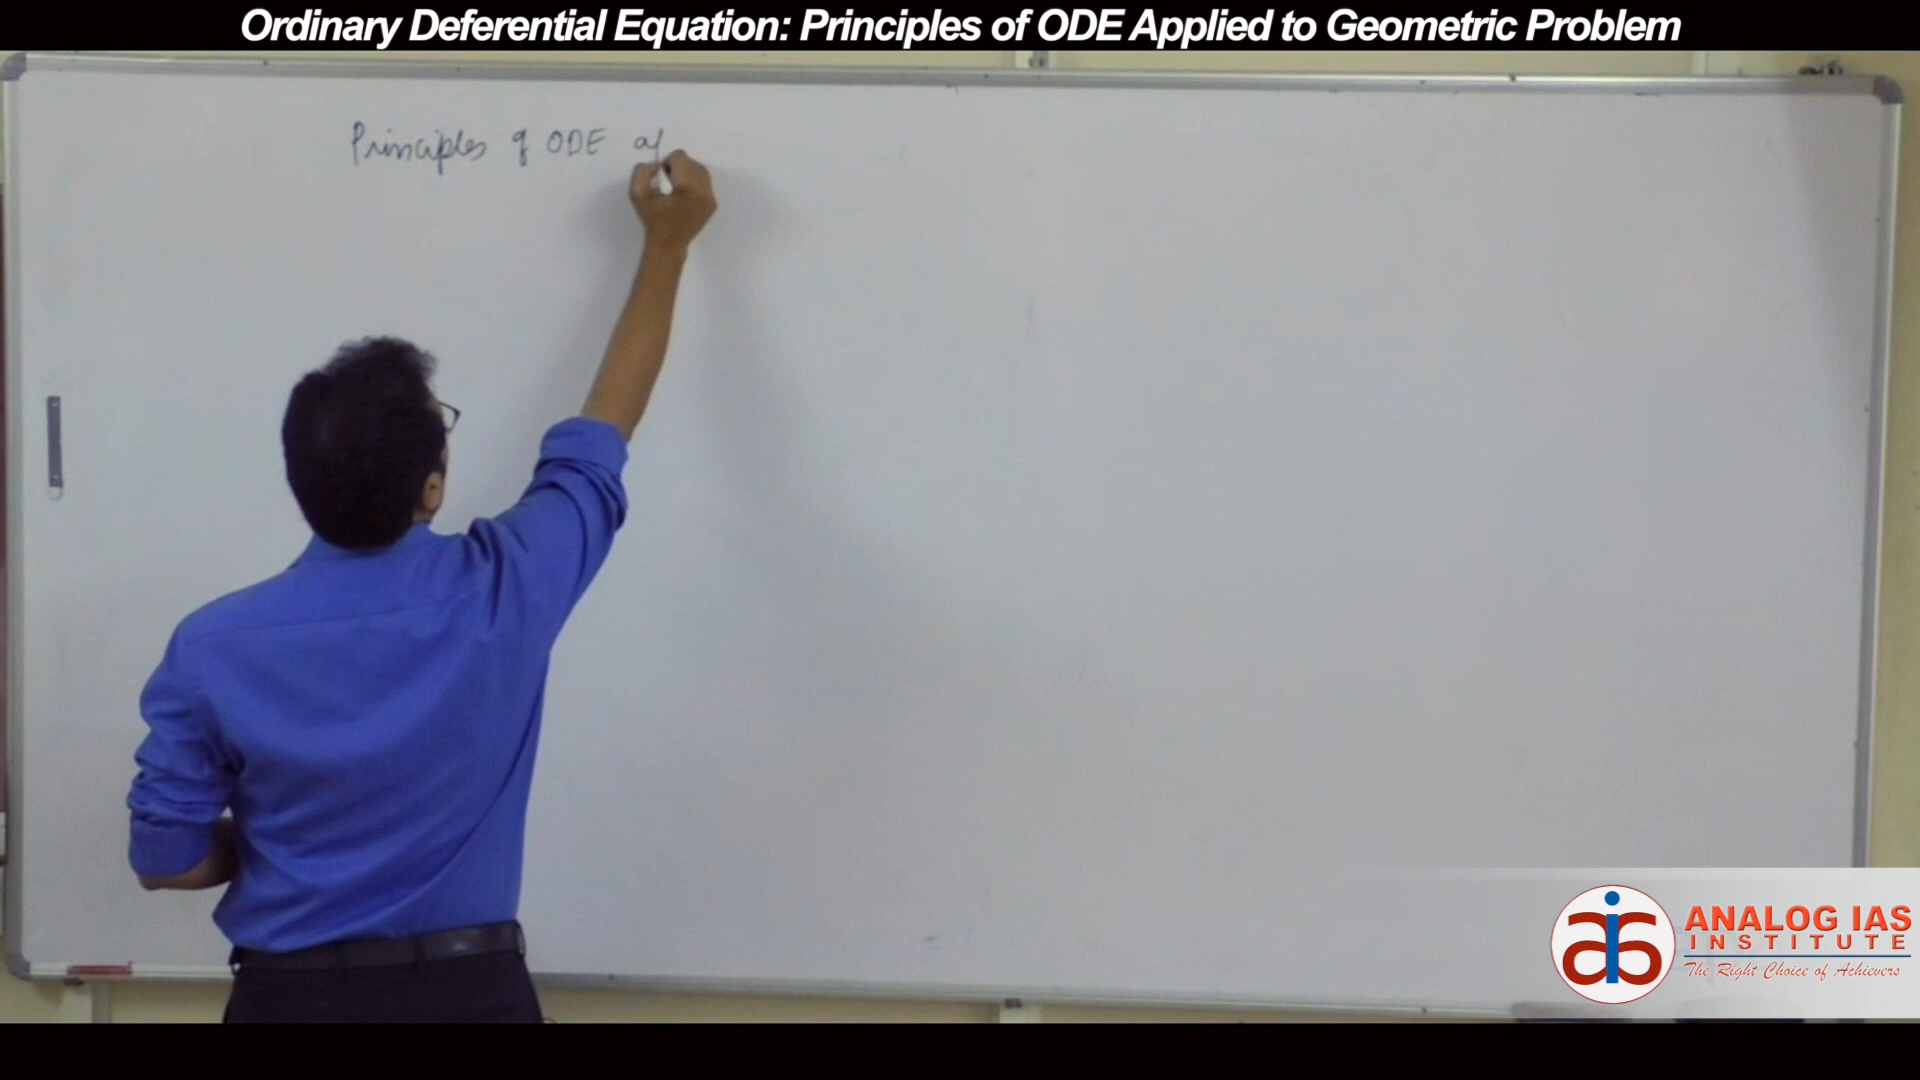 Ordinary Deferential Equation: Principles of ODE Applied to Geometric Problem
Principles of ODE
ANALOG IAS
INSTITUTE
The Right Choice of Achievers